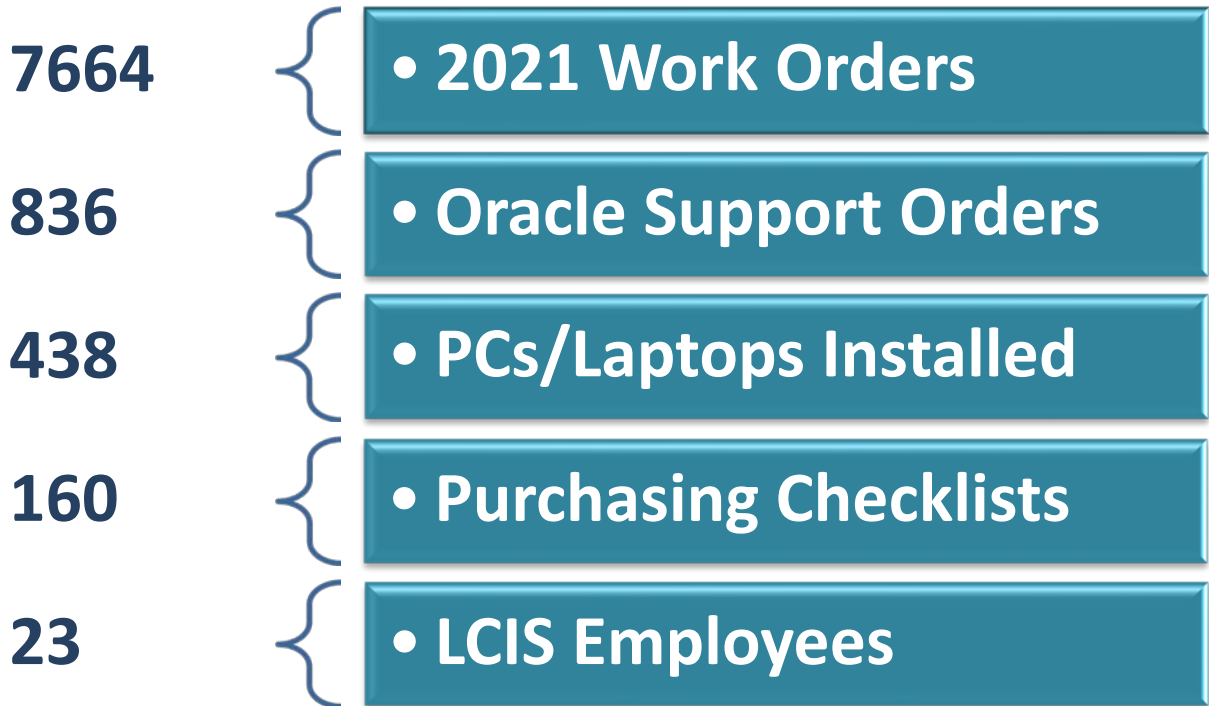 7664 • 2021 Work Orders
836 • Oracle Support Orders
438 • PCs/Laptops Installed
160 • Purchasing Checklists
23 • LCIS Employees